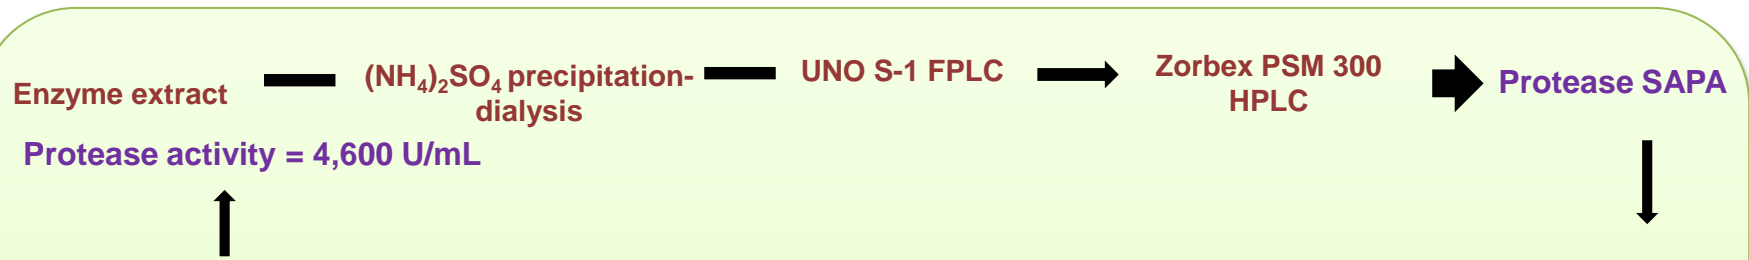 Enzyme extract
(NH₄)₂SO₄ precipitation-
dialysis
UNO S-1 FPLC
Zorbex PSM 300
HPLC
Protease SAPA
Protease activity = 4,600 U/mL